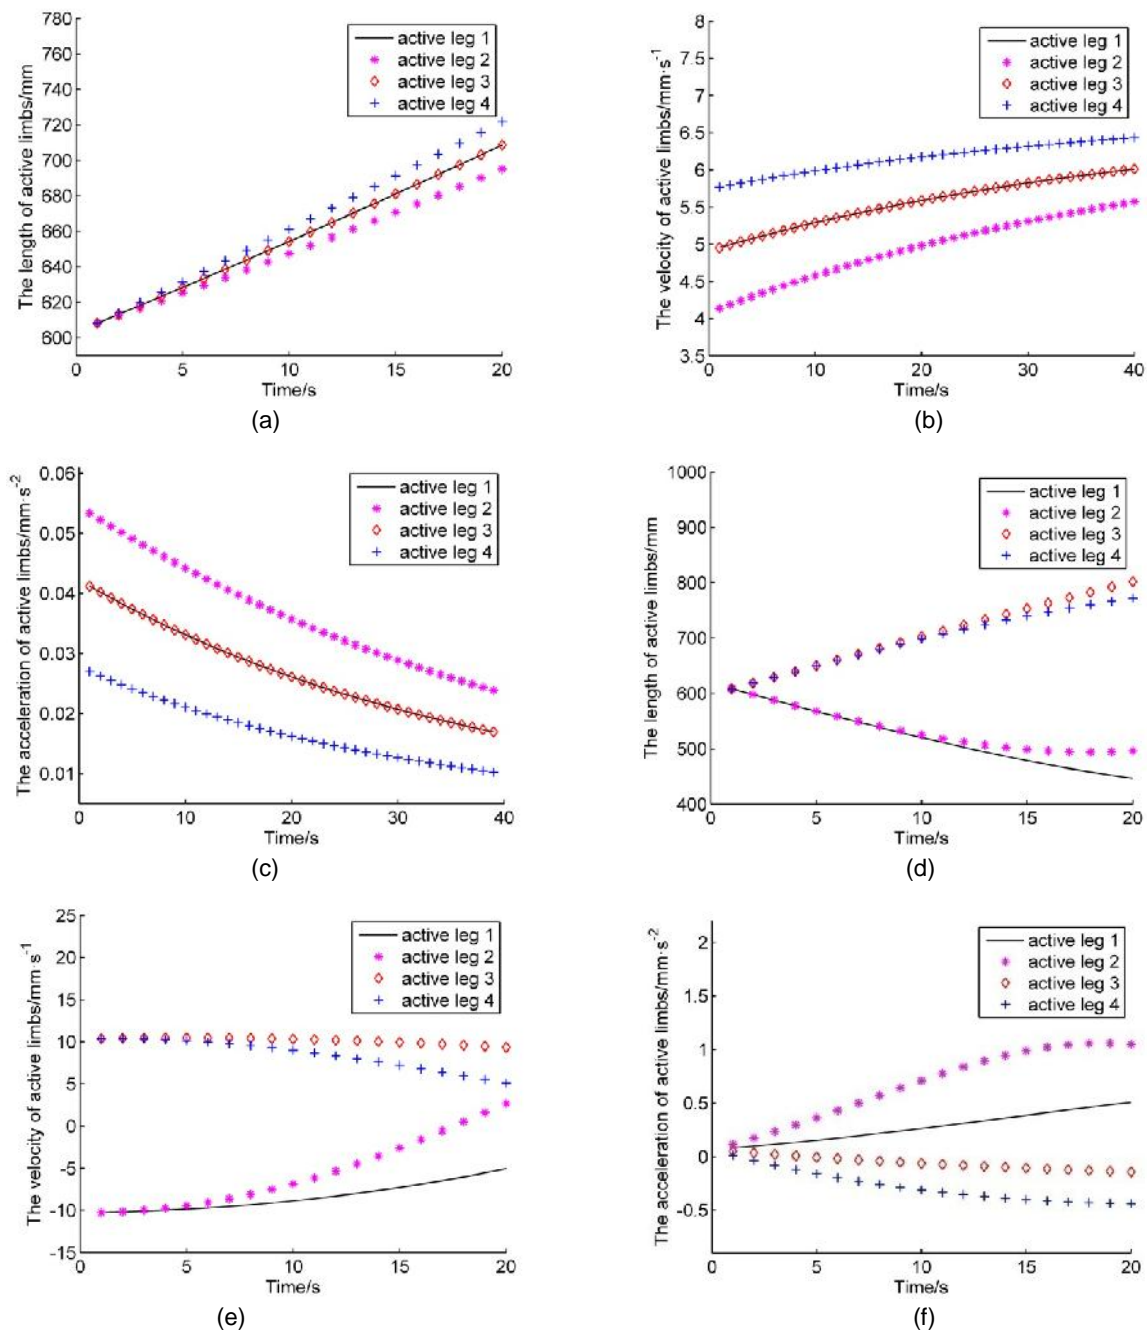 The length of active limbs/mm
780
760
740
720
700
680
660
640
620
600
0
5
10
15
20
Time/s
active leg 1
active leg 2
active leg 3
active leg 4
(a)
The velocity of active limbs/mm·s⁻¹
8
7.5
7
6.5
6
5.5
5
4.5
4
3.5
0
10
20
30
40
Time/s
active leg 1
active leg 2
active leg 3
active leg 4
(b)
The acceleration of active limbs/mm·s⁻²
0.06
0.05
0.04
0.03
0.02
0.01
0
10
20
30
40
Time/s
active leg 1
active leg 2
active leg 3
active leg 4
(c)
The length of active limbs/mm
1000
900
800
700
600
500
400
0
5
10
15
20
Time/s
active leg 1
active leg 2
active leg 3
active leg 4
(d)
The velocity of active limbs/mm·s⁻¹
25
20
15
10
5
0
-5
-10
-15
0
5
10
15
20
Time/s
active leg 1
active leg 2
active leg 3
active leg 4
(e)
The acceleration of active limbs/mm·s⁻²
2
1.5
1
0.5
0
-0.5
0
5
10
15
20
Time/s
active leg 1
active leg 2
active leg 3
active leg 4
(f)